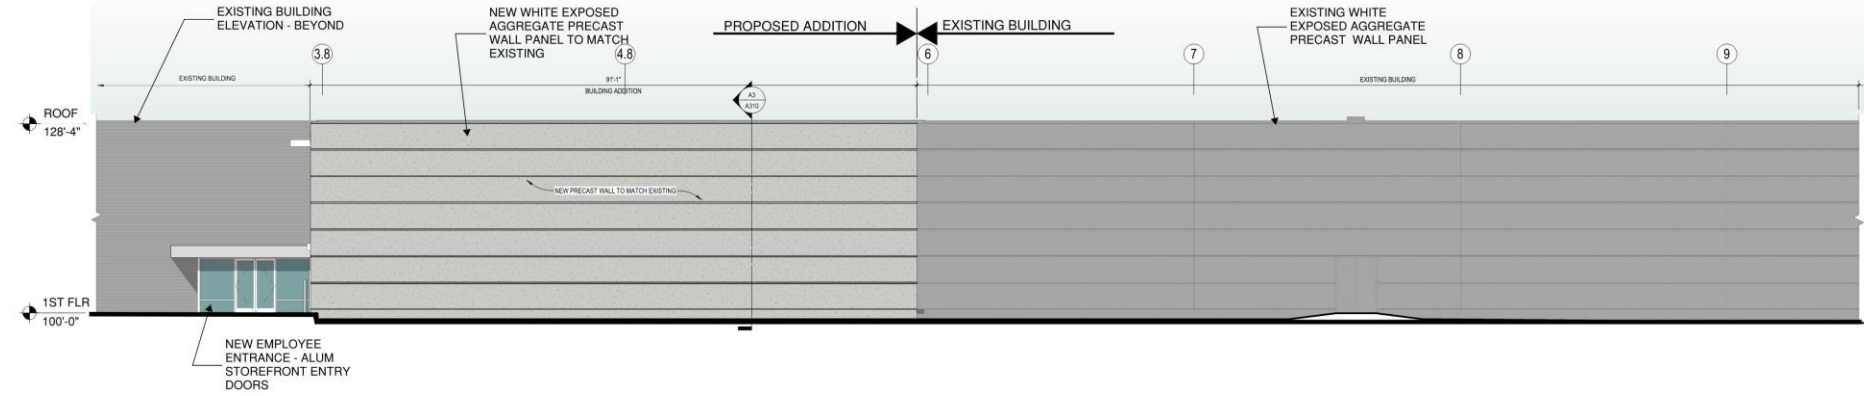 EXISTING BUILDING
ELEVATION - BEYOND
NEW WHITE EXPOSED
AGGREGATE PRECAST
WALL PANEL TO MATCH
EXISTING
PROPOSED ADDITION
EXISTING BUILDING
EXISTING WHITE
EXPOSED AGGREGATE
PRECAST WALL PANEL
3.8
4.8
6
7
8
9
EXISTING BUILDING
91'-1"
BUILDING ADDITION
EXISTING BUILDING
A3
A310
ROOF
128'-4"
NEW PRECAST WALL TO MATCH EXISTING
1ST FLR
100'-0"
NEW EMPLOYEE
ENTRANCE - ALUM
STOREFRONT ENTRY
DOORS